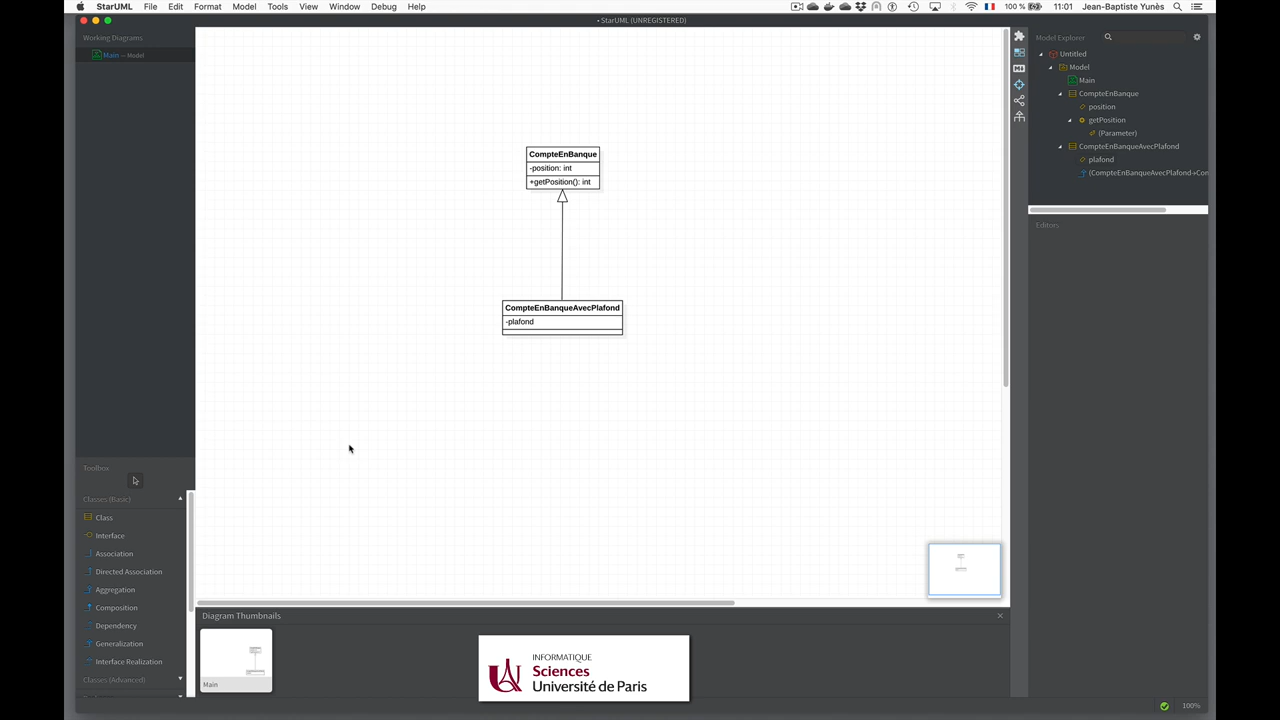 StarUML File Edit Format Model Tools View Window Debug Help
100 % 11:01 Jean-Baptiste Yunès
• StarUML (UNREGISTERED)
Working Diagrams
Main — Model
CompteEnBanque
-position: int
+getPosition(): int
CompteEnBanqueAvecPlafond
-plafond
Model Explorer
Untitled
Model
Main
CompteEnBanque
position
getPosition
(Parameter)
CompteEnBanqueAvecPlafond
plafond
(CompteEnBanqueAvecPlafond→Con
Editors
Toolbox
Classes (Basic)
Class
Interface
Association
Directed Association
Aggregation
Composition
Dependency
Generalization
Interface Realization
Classes (Advanced)
Diagram Thumbnails
Main
INFORMATIQUE
Sciences
Université de Paris
100%